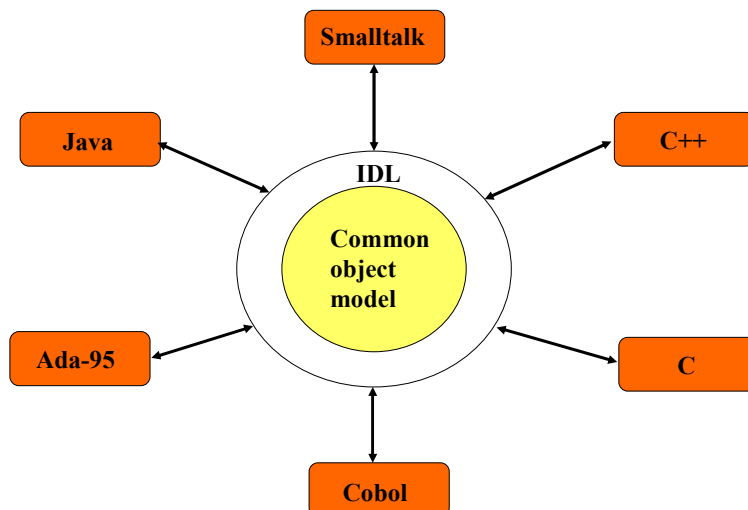 Smalltalk
Java
C++
IDL
Common
object
model
Ada-95
C
Cobol